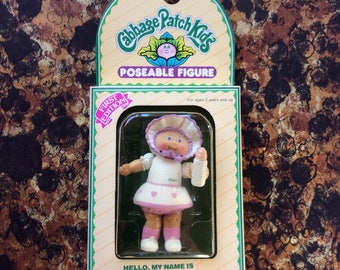 Cabbage Patch Kids
POSEABLE FIGURE
FIRST EDITION
For ages 3 years and up
HELLO, MY NAME IS